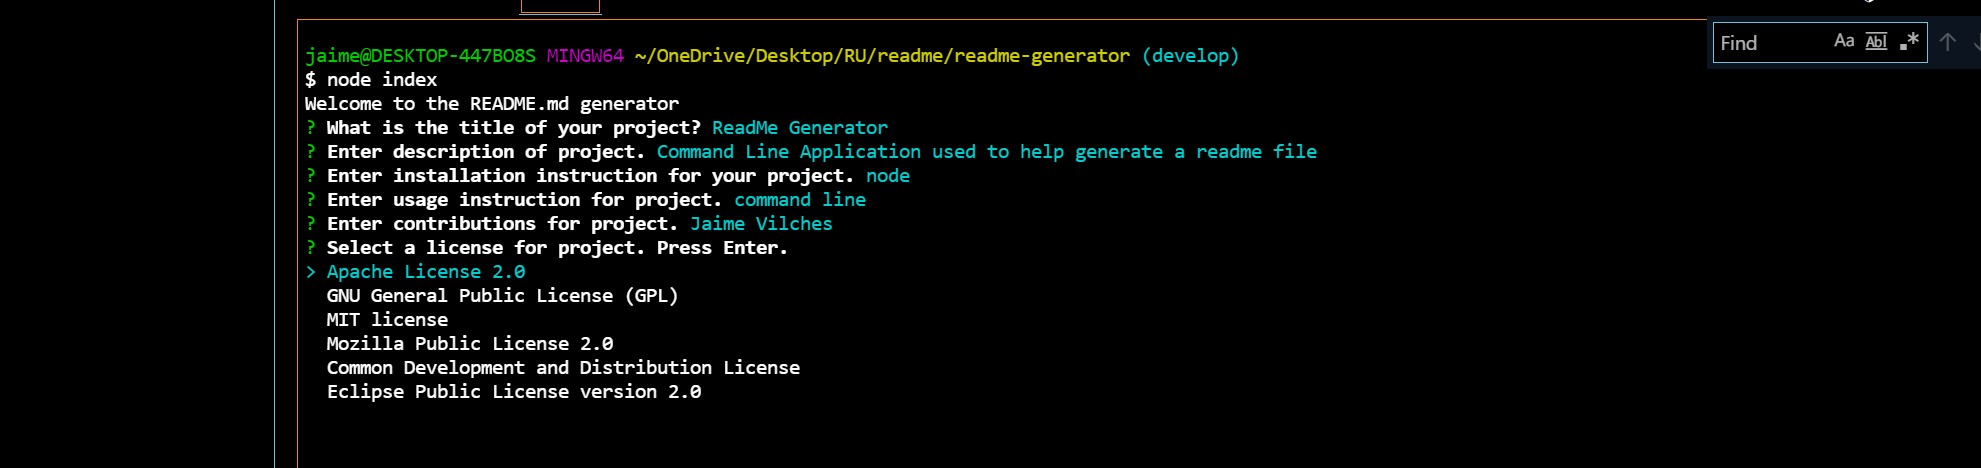 Find Aa Abl .*
jaime@DESKTOP-447BO8S MINGW64 ~/OneDrive/Desktop/RU/readme/readme-generator (develop)
$ node index
Welcome to the README.md generator
? What is the title of your project? ReadMe Generator
? Enter description of project. Command Line Application used to help generate a readme file
? Enter installation instruction for your project. node
? Enter usage instruction for project. command line
? Enter contributions for project. Jaime Vilches
? Select a license for project. Press Enter.
> Apache License 2.0
GNU General Public License (GPL)
MIT license
Mozilla Public License 2.0
Common Development and Distribution License
Eclipse Public License version 2.0